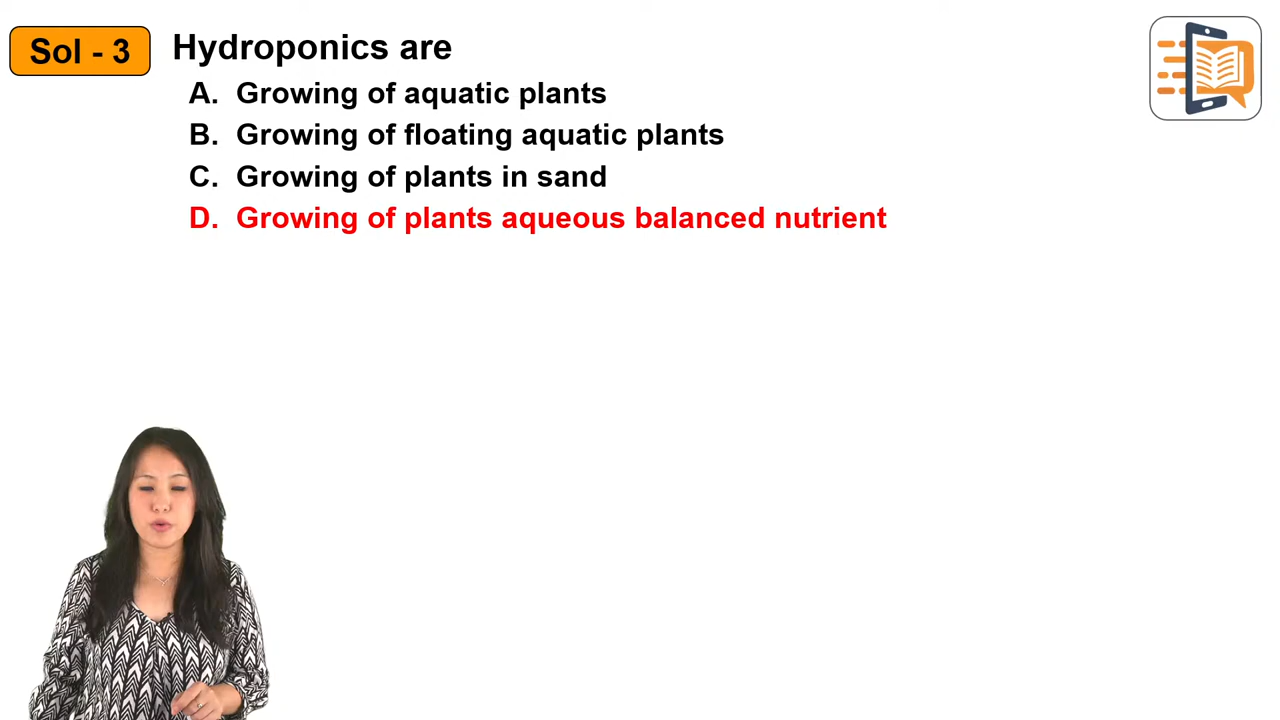 Sol - 3
Hydroponics are
A. Growing of aquatic plants
B. Growing of floating aquatic plants
C. Growing of plants in sand
D. Growing of plants aqueous balanced nutrient